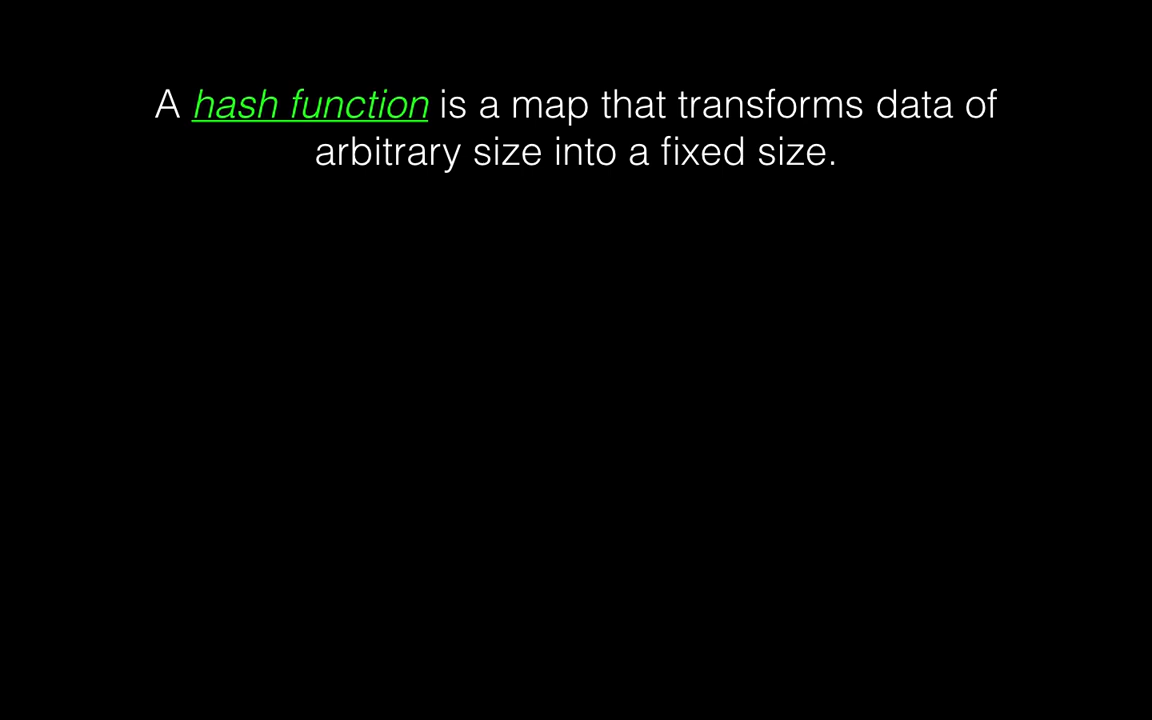 A hash function is a map that transforms data of
arbitrary size into a fixed size.